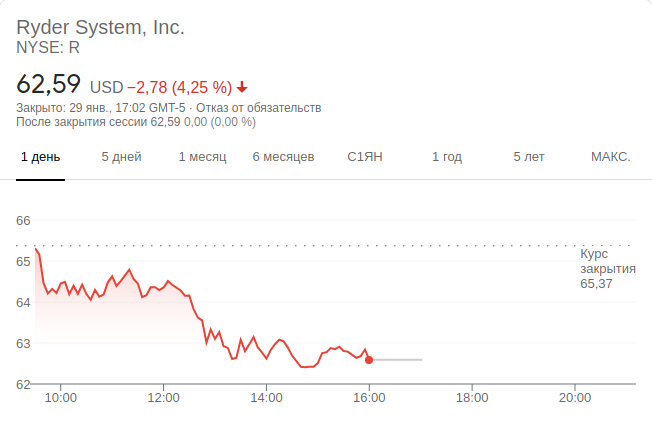 Ryder System, Inc.
NYSE: R
62,59 USD −2,78 (4,25 %)
Закрыто: 29 янв., 17:02 GMT-5 · Отказ от обязательств
После закрытия сессии 62,59 0,00 (0,00 %)
1 день 5 дней 1 месяц 6 месяцев С1ЯН 1 год 5 лет МАКС.
66
65
64
63
62
Курс
закрытия
65,37
10:00 12:00 14:00 16:00 18:00 20:00